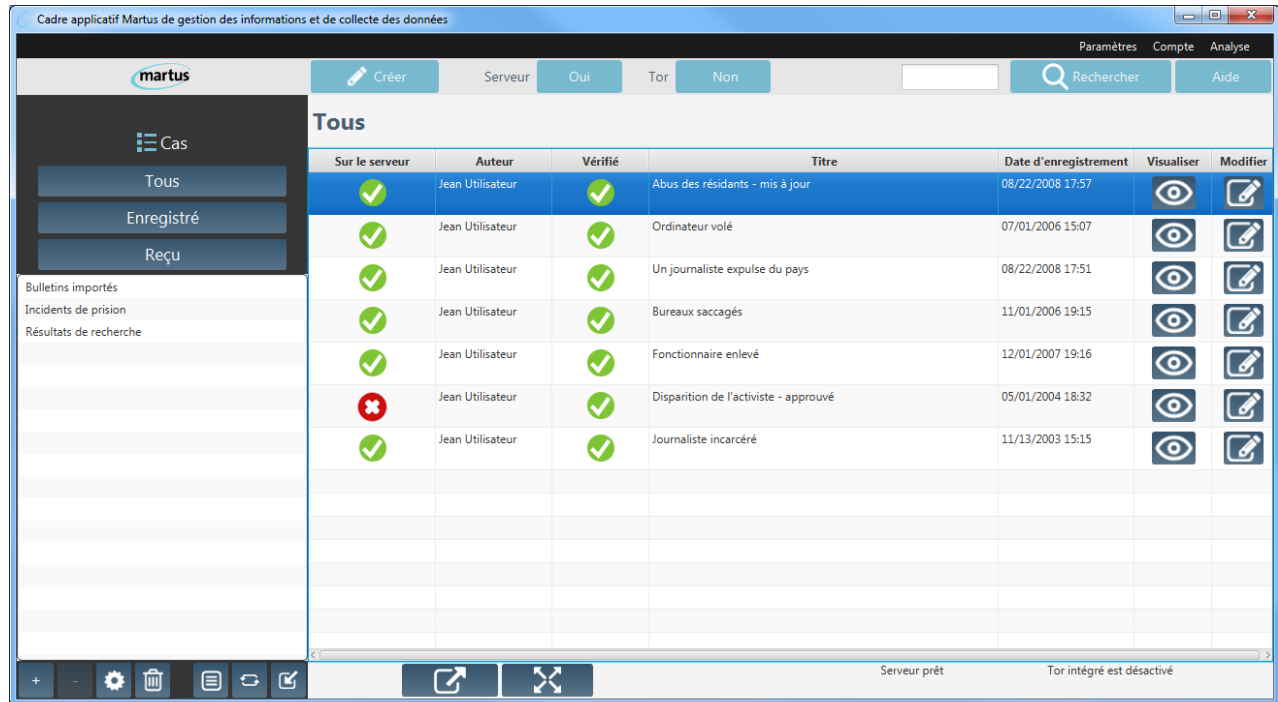 Cadre applicatif Martus de gestion des informations et de collecte des données
Paramètres Compte Analyse
martus Créer Serveur Oui Tor Non Rechercher Aide
Cas
Tous
Enregistré
Reçu
Bulletins importés
Incidents de prision
Résultats de recherche
+ -
Tous
Sur le serveur Auteur Vérifié Titre Date d'enregistrement Visualiser Modifier
Jean Utilisateur Abus des résidants - mis à jour 08/22/2008 17:57
Jean Utilisateur Ordinateur volé 07/01/2006 15:07
Jean Utilisateur Un journaliste expulse du pays 08/22/2008 17:51
Jean Utilisateur Bureaux saccagés 11/01/2006 19:15
Jean Utilisateur Fonctionnaire enlevé 12/01/2007 19:16
Jean Utilisateur Disparition de l'activiste - approuvé 05/01/2004 18:32
Jean Utilisateur Journaliste incarcéré 11/13/2003 15:15
Serveur prêt Tor intégré est désactivé